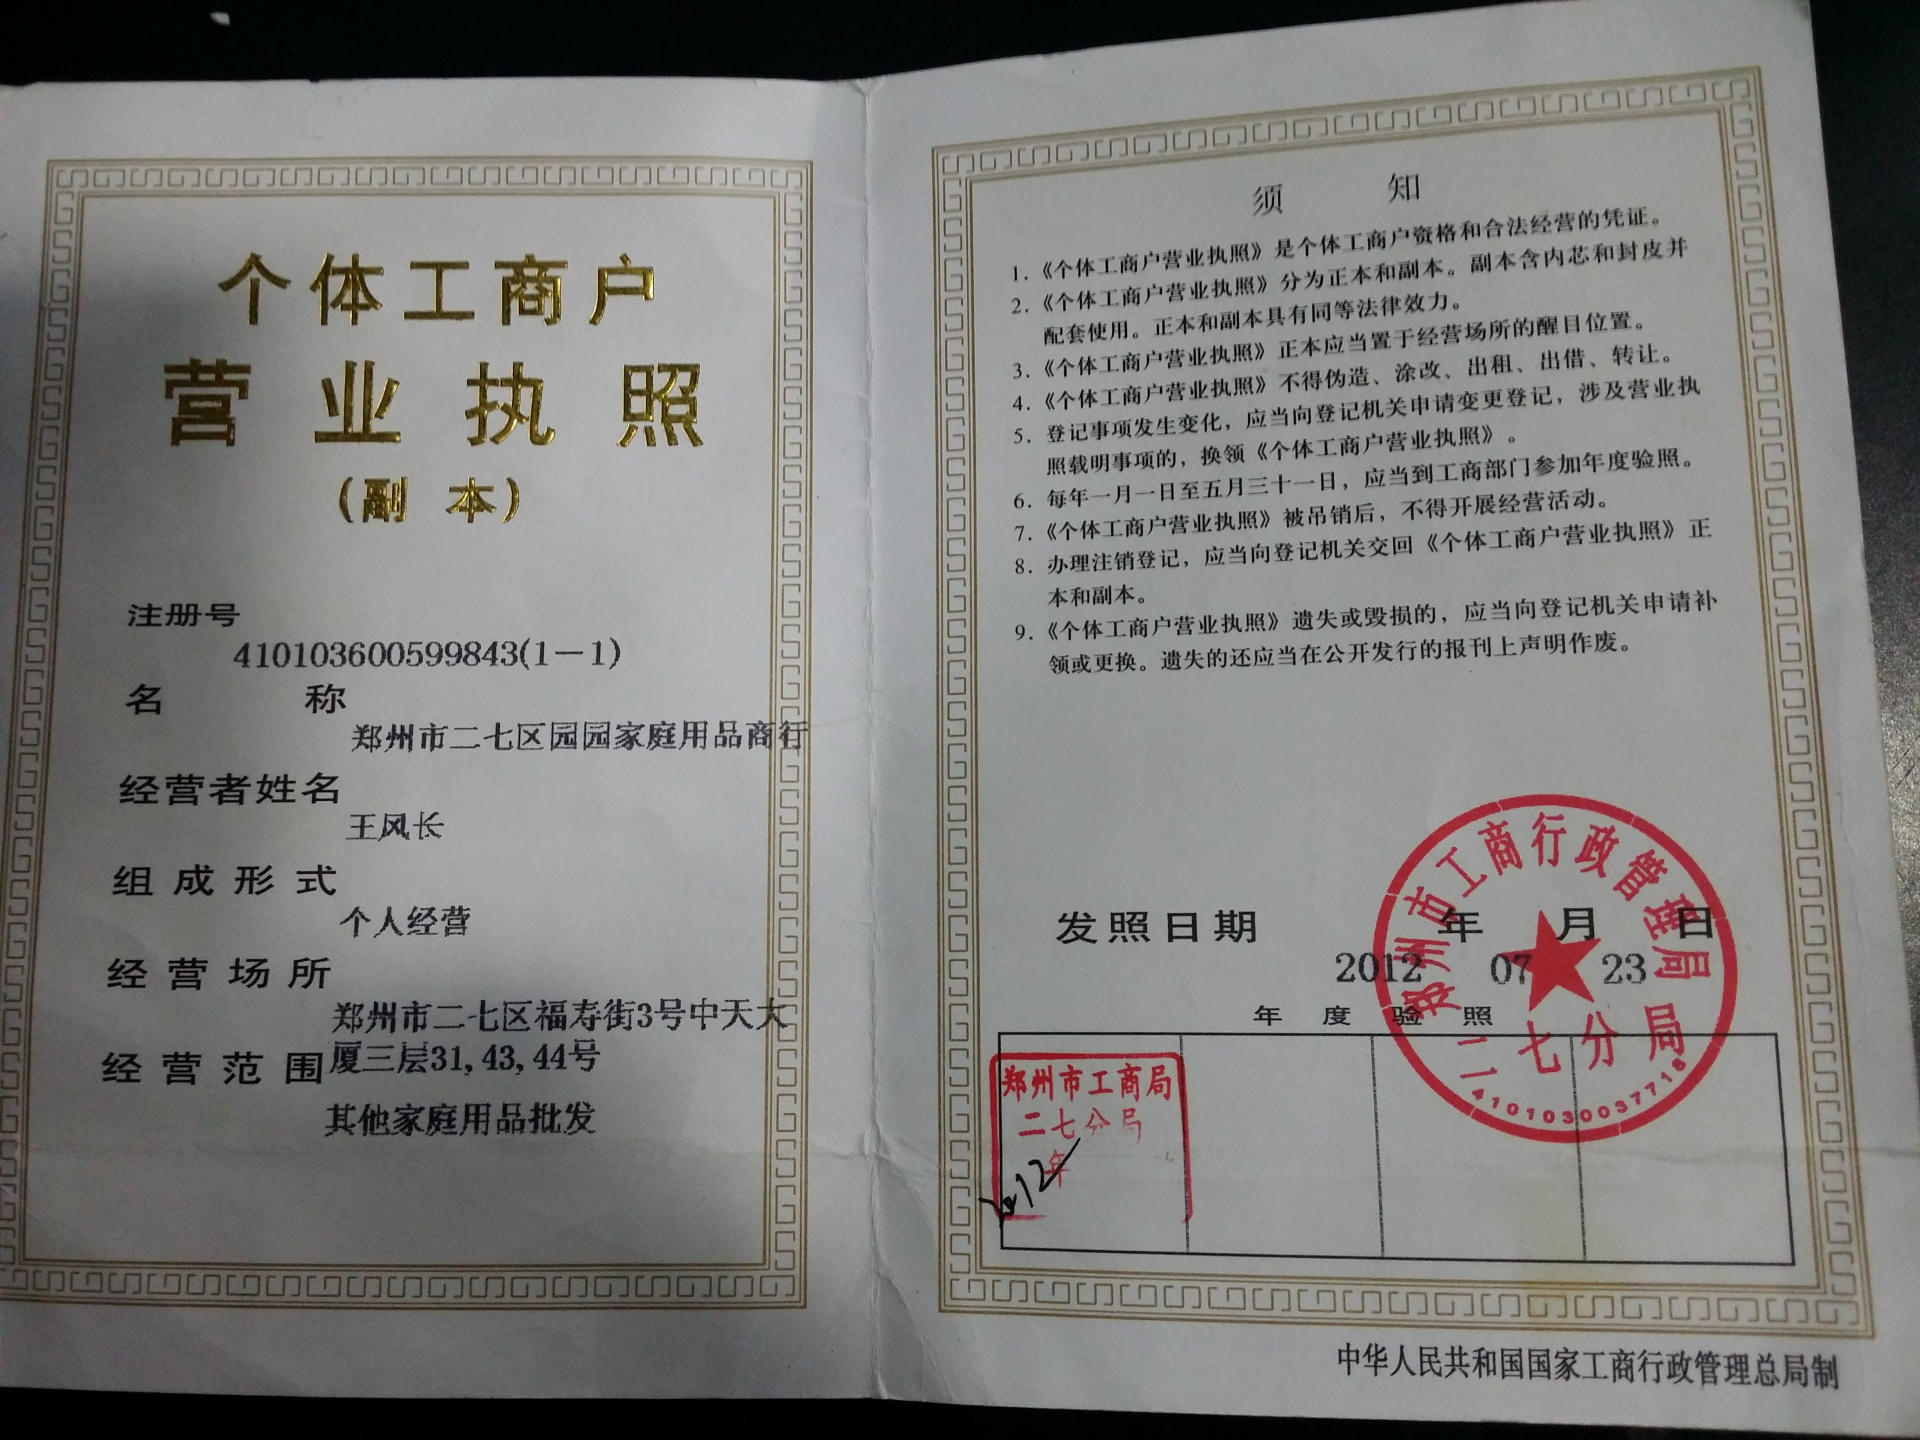 个体工商户
营业执照
(副 本)
注册号
410103600599843(1-1)
名 称
郑州市二七区园园家庭用品商行
经营者姓名
王风长
组成形式
个人经营
经营场所
郑州市二七区福寿街3号中天大
厦三层31,43,44号
经营范围
其他家庭用品批发
须 知
1.《个体工商户营业执照》是个体工商户资格和合法经营的凭证。
2.《个体工商户营业执照》分为正本和副本。副本含内芯和封皮并
配套使用。正本和副本具有同等法律效力。
3.《个体工商户营业执照》正本应当置于经营场所的醒目位置。
4.《个体工商户营业执照》不得伪造、涂改、出租、出借、转让。
5. 登记事项发生变化，应当向登记机关申请变更登记，涉及营业执
照载明事项的，换领《个体工商户营业执照》。
6. 每年一月一日至五月三十一日，应当到工商部门参加年度验照。
7.《个体工商户营业执照》被吊销后，不得开展经营活动。
8. 办理注销登记，应当向登记机关交回《个体工商户营业执照》正
本和副本。
9.《个体工商户营业执照》遗失或毁损的，应当向登记机关申请补
领或更换。遗失的还应当在公开发行的报刊上声明作废。
郑州市工商行政管理局
二七分局
4101030037718
发照日期 年 月 日
2012 07 23
年 度 验 照
郑州市工商局
二七分局
2012年
中华人民共和国国家工商行政管理总局制